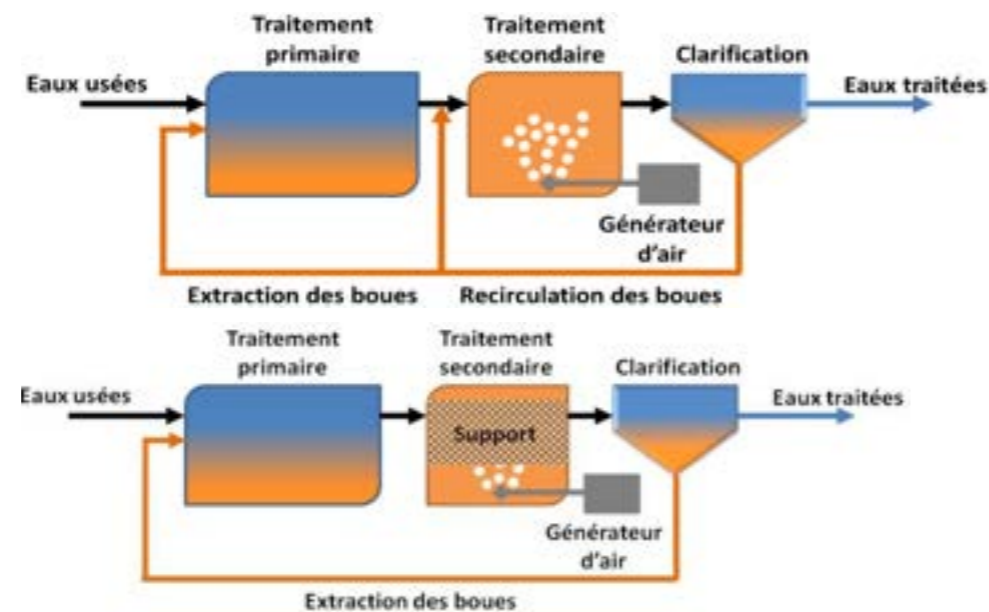 Traitement
primaire
Traitement
secondaire
Clarification
Eaux usées
Eaux traitées
Générateur
d'air
Extraction des boues
Recirculation des boues
Traitement
primaire
Traitement
secondaire
Clarification
Eaux usées
Eaux traitées
Support
Générateur
d'air
Extraction des boues